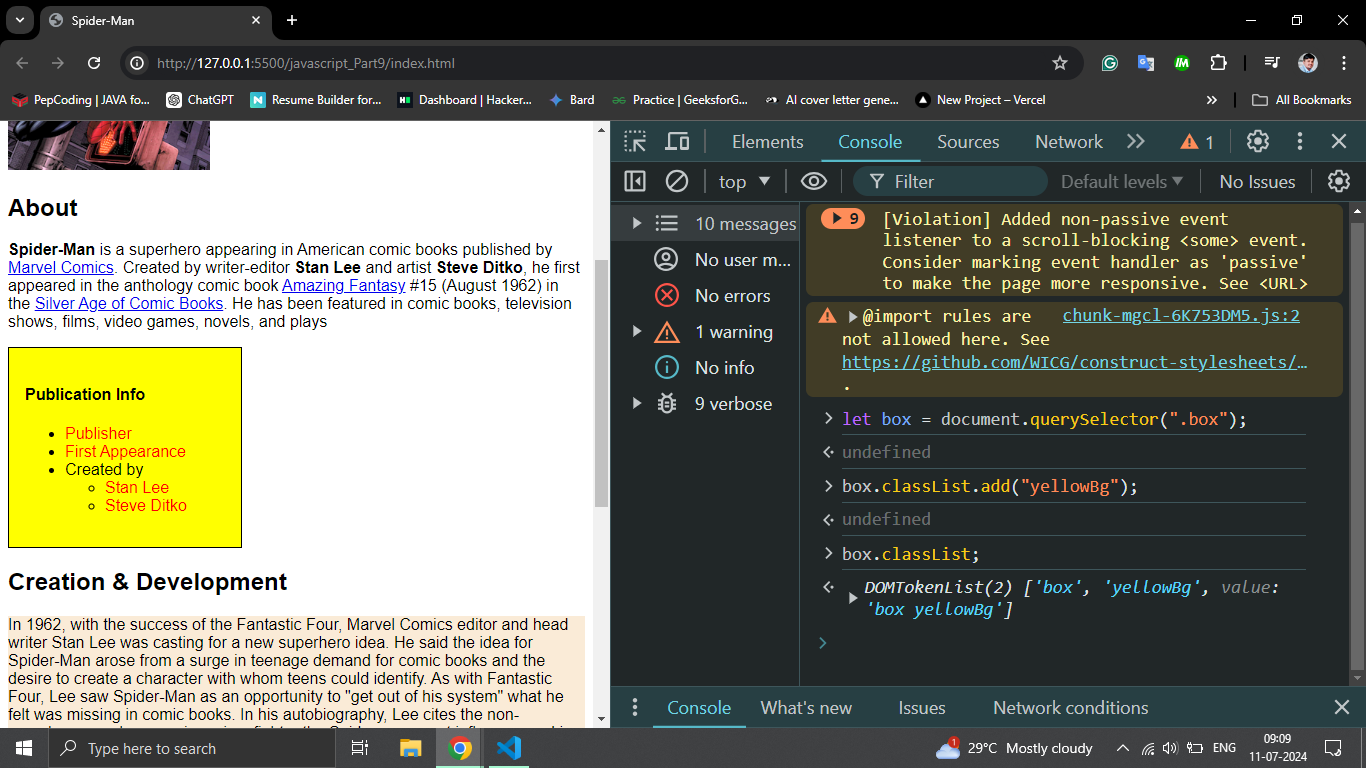 Spider-Man
http://127.0.0.1:5500/javascript_Part9/index.html
PepCoding | JAVA fo...
ChatGPT
Resume Builder for...
Dashboard | Hacker...
Bard
Practice | GeeksforG...
AI cover letter gene...
New Project – Vercel
»
All Bookmarks
About
Spider-Man is a superhero appearing in American comic books published by
Marvel Comics. Created by writer-editor Stan Lee and artist Steve Ditko, he first
appeared in the anthology comic book Amazing Fantasy #15 (August 1962) in
the Silver Age of Comic Books. He has been featured in comic books, television
shows, films, video games, novels, and plays
Publication Info
Publisher
First Appearance
Created by
Stan Lee
Steve Ditko
Creation & Development
In 1962, with the success of the Fantastic Four, Marvel Comics editor and head
writer Stan Lee was casting for a new superhero idea. He said the idea for
Spider-Man arose from a surge in teenage demand for comic books and the
desire to create a character with whom teens could identify. As with Fantastic
Four, Lee saw Spider-Man as an opportunity to "get out of his system" what he
felt was missing in comic books. In his autobiography, Lee cites the non-
Elements Console Sources Network » 1
top Filter Default levels No Issues
10 messages
No user m...
No errors
1 warning
No info
9 verbose
9 [Violation] Added non-passive event
listener to a scroll-blocking <some> event.
Consider marking event handler as 'passive'
to make the page more responsive. See <URL>
@import rules are chunk-mgcl-6K753DM5.js:2
not allowed here. See
https://github.com/WICG/construct-stylesheets/…
.
let box = document.querySelector(".box");
undefined
box.classList.add("yellowBg");
undefined
box.classList;
DOMTokenList(2) ['box', 'yellowBg', value:
'box yellowBg']
Console What's new Issues Network conditions
Type here to search
1
29°C Mostly cloudy
ENG
09:09
11-07-2024